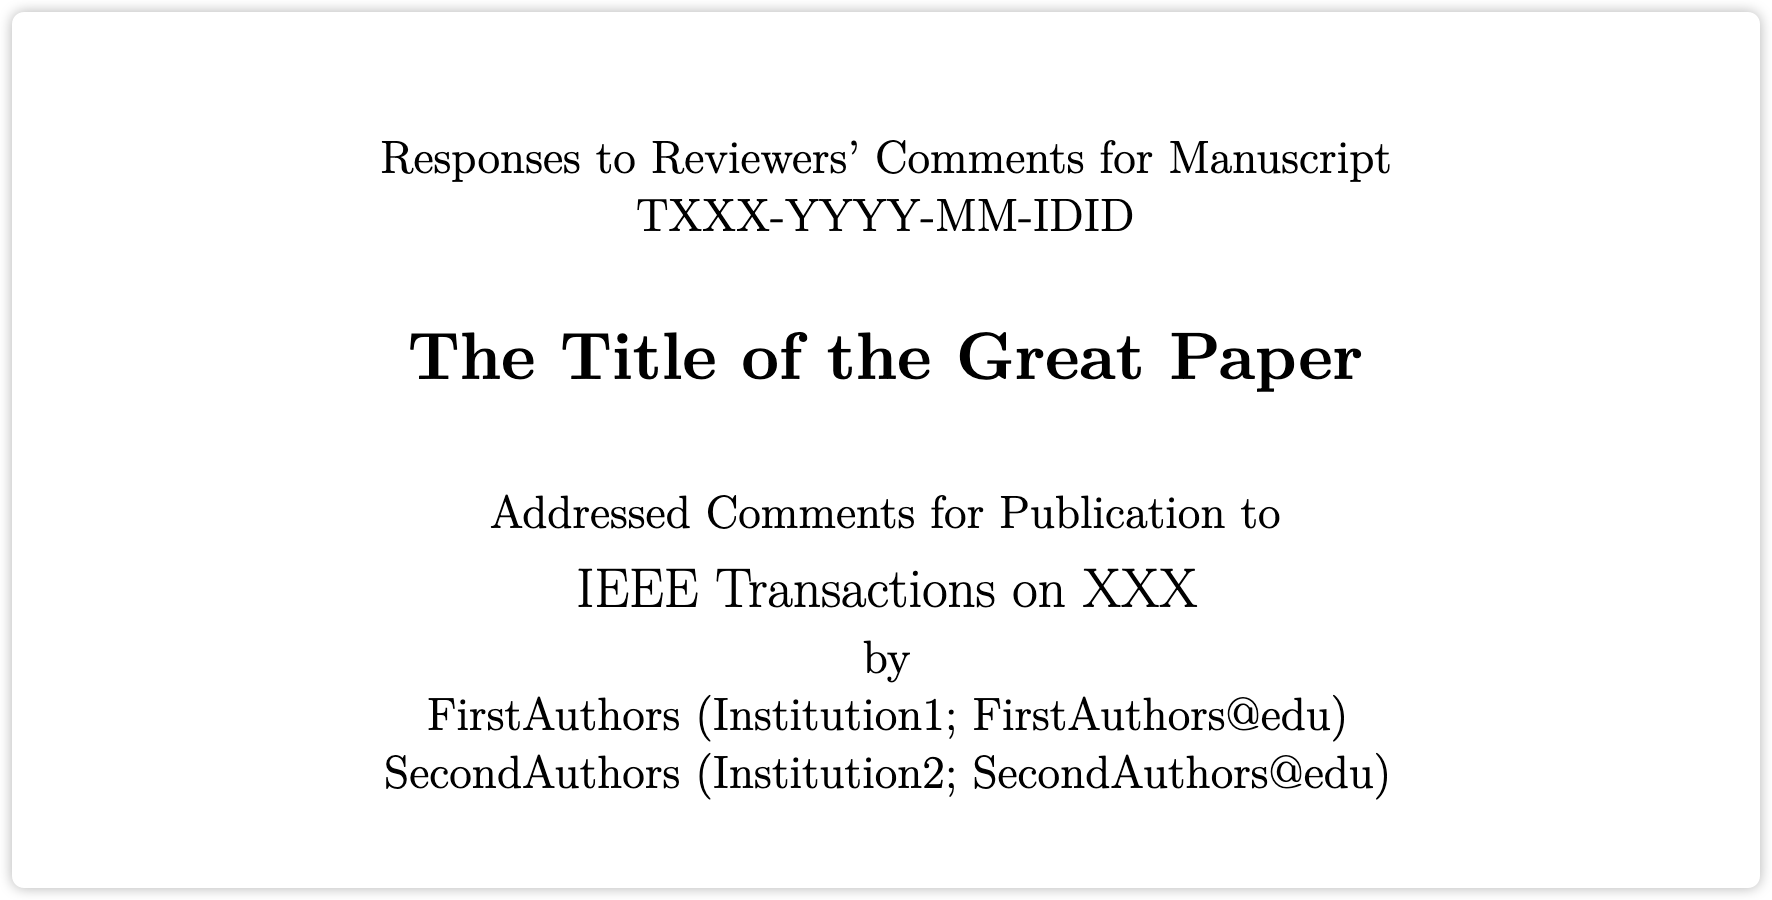 Responses to Reviewers’ Comments for Manuscript
TXXX-YYYY-MM-IDID
The Title of the Great Paper
Addressed Comments for Publication to
IEEE Transactions on XXX
by
FirstAuthors (Institution1; FirstAuthors@edu)
SecondAuthors (Institution2; SecondAuthors@edu)